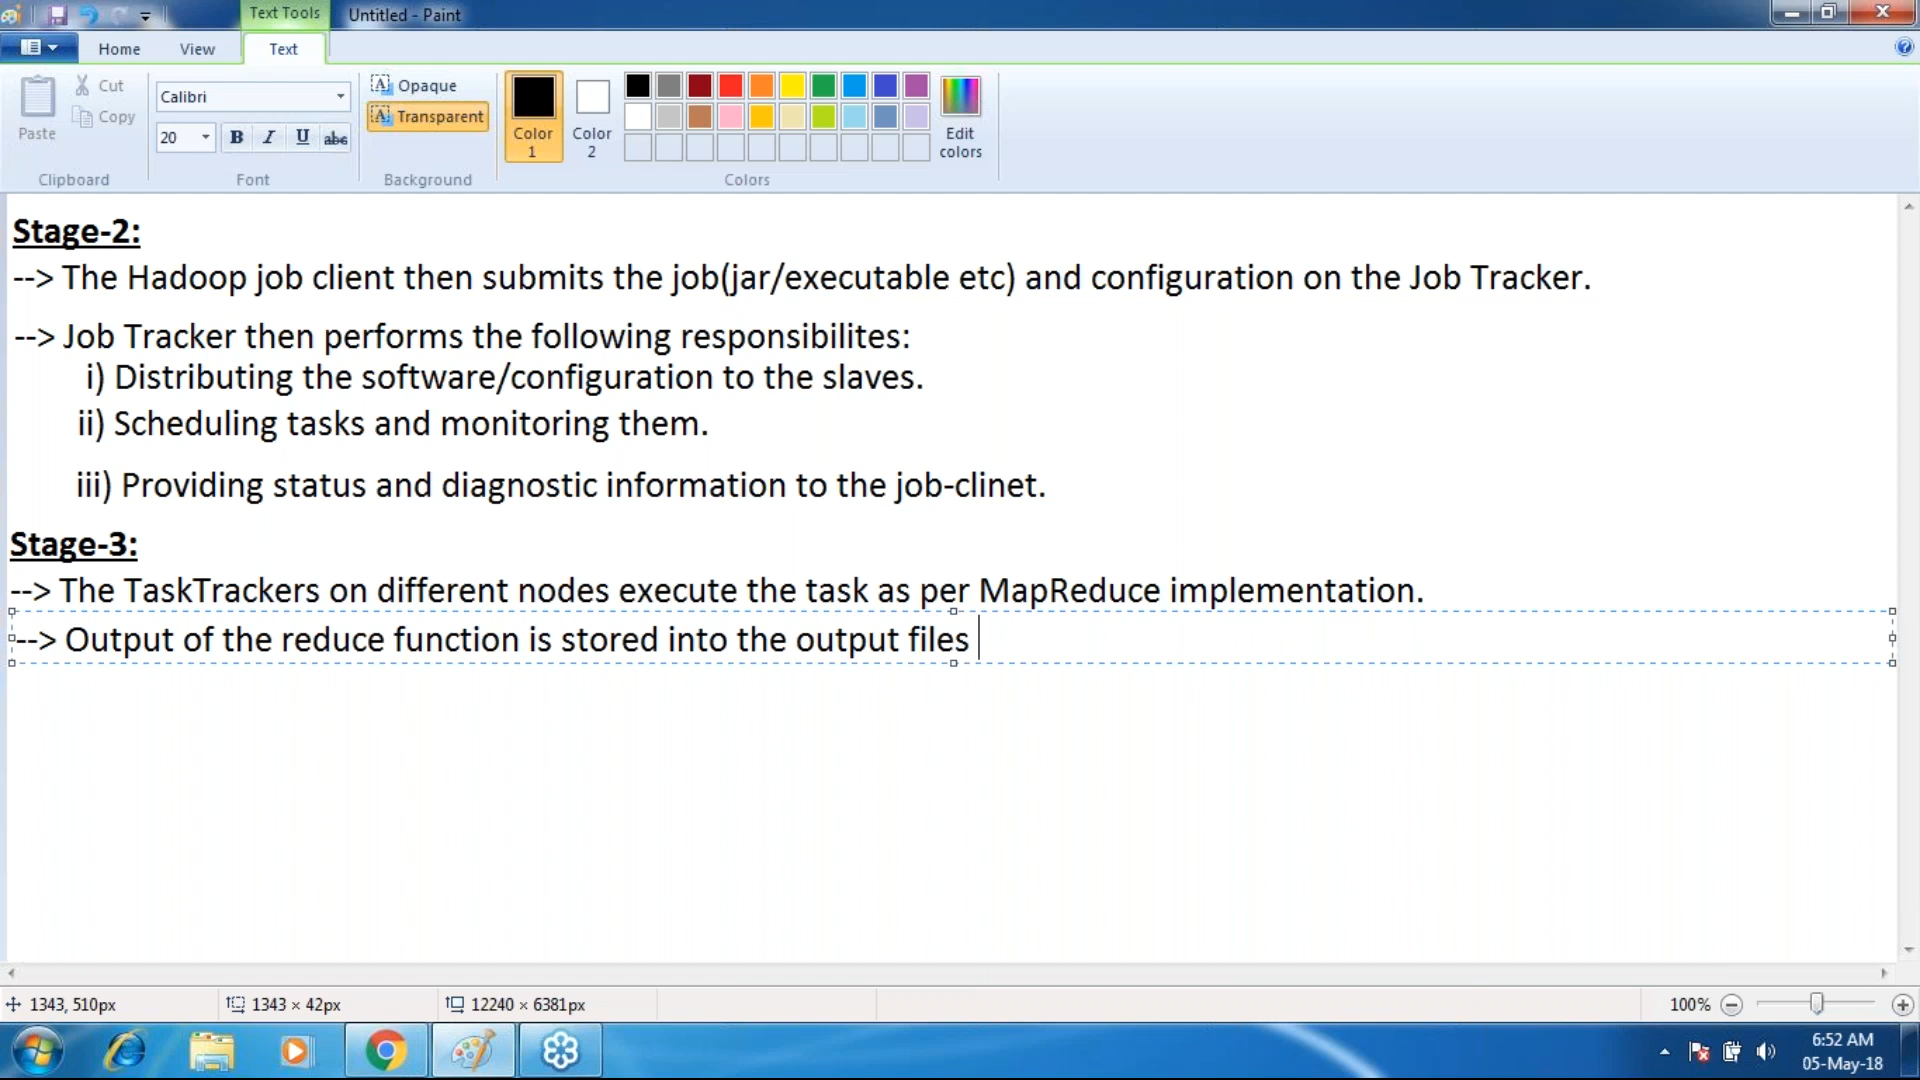 Text Tools
Untitled - Paint
Home
View
Text
Paste
Cut
Copy
Clipboard
Calibri
20
B I U abc
Font
Opaque
Transparent
Background
Color 1
Color 2
Edit colors
Colors
Stage-2:
--> The Hadoop job client then submits the job(jar/executable etc) and configuration on the Job Tracker.
--> Job Tracker then performs the following responsibilites:
i) Distributing the software/configuration to the slaves.
ii) Scheduling tasks and monitoring them.
iii) Providing status and diagnostic information to the job-clinet.
Stage-3:
--> The TaskTrackers on different nodes execute the task as per MapReduce implementation.
--> Output of the reduce function is stored into the output files
1343, 510px
1343 × 42px
12240 × 6381px
100%
6:52 AM
05-May-18